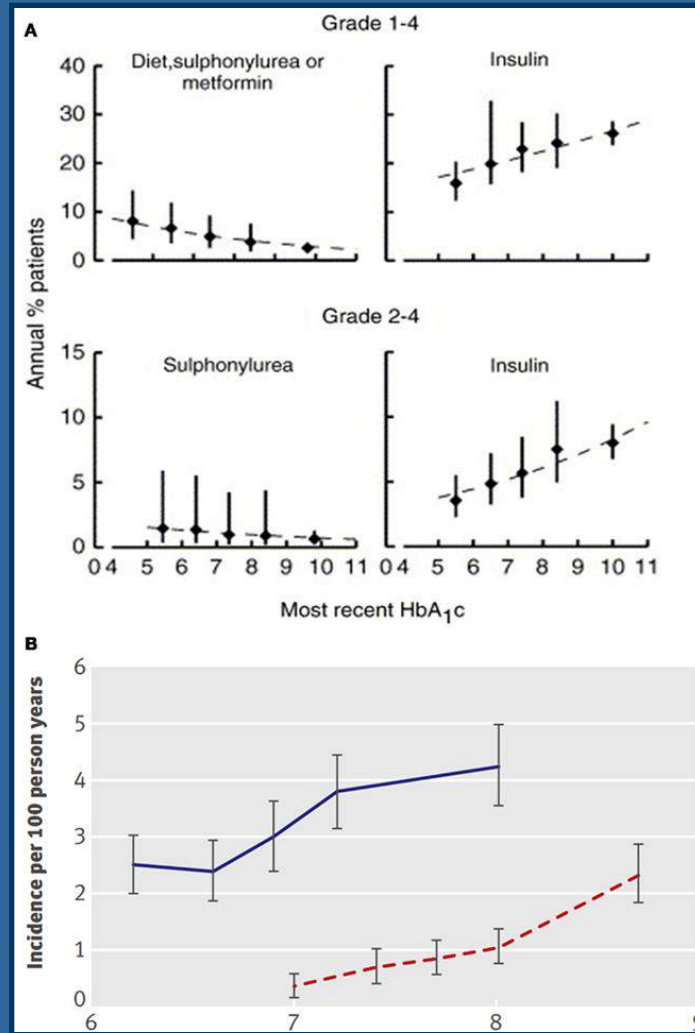 A
Grade 1-4
Diet,sulphonylurea or
metformin
Insulin
40
30
20
10
0
Grade 2-4
Sulphonylurea
Insulin
15
10
5
0
Annual % patients
0 4 5 6 7 8 9 10 11
0 4 5 6 7 8 9 10 11
Most recent HbA1c
B
6
5
4
3
2
1
0
Incidence per 100 person years
6 7 8